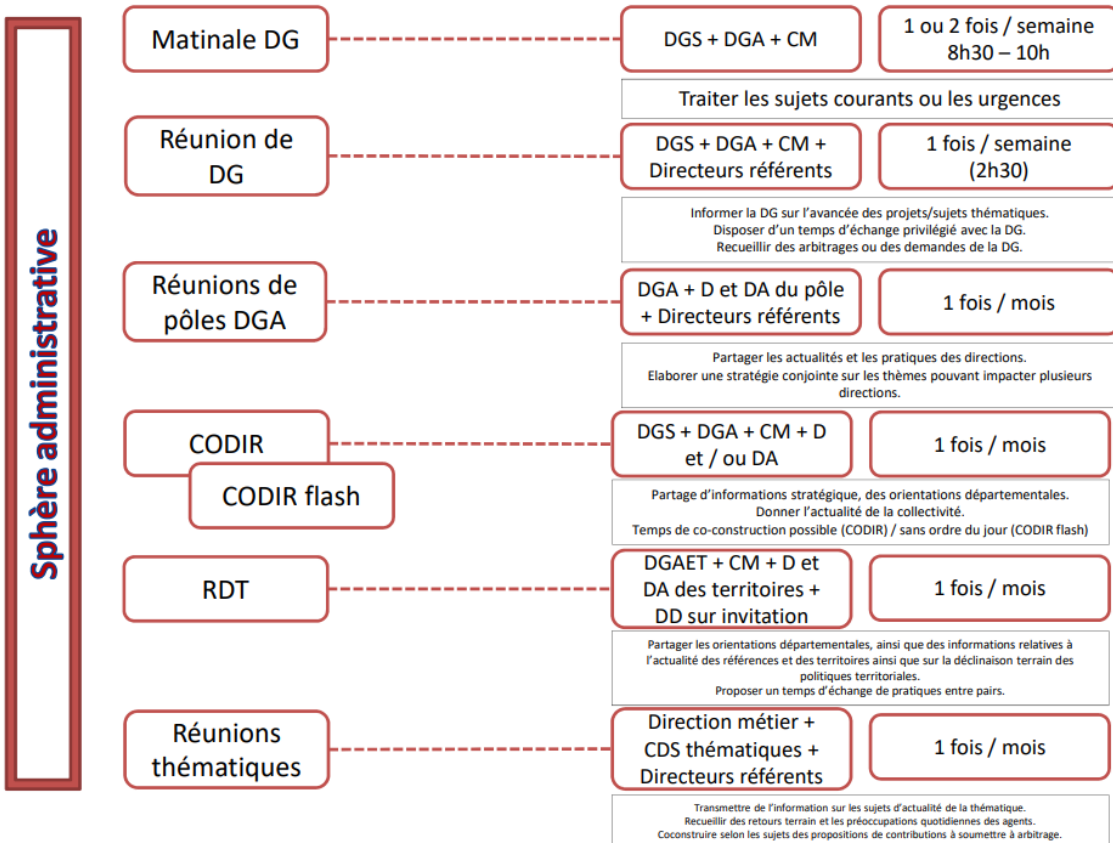 Sphère administrative
Matinale DG
DGS + DGA + CM
1 ou 2 fois / semaine
8h30 – 10h
Traiter les sujets courants ou les urgences
Réunion de
DG
DGS + DGA + CM +
Directeurs référents
1 fois / semaine
(2h30)
Informer la DG sur l’avancée des projets/sujets thématiques.
Disposer d’un temps d’échange privilégié avec la DG.
Recueillir des arbitrages ou des demandes de la DG.
Réunions de
pôles DGA
DGA + D et DA du pôle
+ Directeurs référents
1 fois / mois
Partager les actualités et les pratiques des directions.
Elaborer une stratégie conjointe sur les thèmes pouvant impacter plusieurs
directions.
CODIR
CODIR flash
DGS + DGA + CM + D
et / ou DA
1 fois / mois
Partage d’informations stratégique, des orientations départementales.
Donner l’actualité de la collectivité.
Temps de co-construction possible (CODIR) / sans ordre du jour (CODIR flash)
RDT
DGAET + CM + D et
DA des territoires +
DD sur invitation
1 fois / mois
Partager les orientations départementales, ainsi que des informations relatives à
l’actualité des références et des territoires ainsi que sur la déclinaison terrain des
politiques territoriales.
Proposer un temps d’échange de pratiques entre pairs.
Réunions
thématiques
Direction métier +
CDS thématiques +
Directeurs référents
1 fois / mois
Transmettre de l’information sur les sujets d’actualité de la thématique.
Recueillir des retours terrain et les préoccupations quotidiennes des agents.
Coconstruire selon les sujets des propositions de contributions à soumettre à arbitrage.